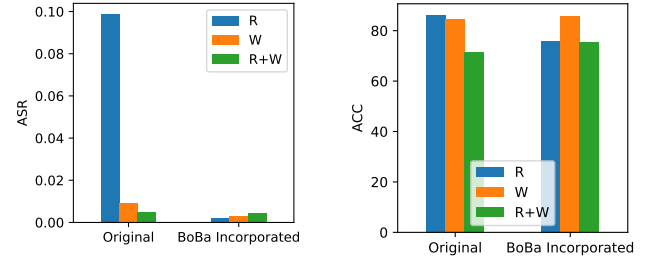 0.10
0.08
0.06
0.04
0.02
0.00
ASR
R
W
R+W
Original
BoBa Incorporated
80
60
40
20
0
ACC
R
W
R+W
Original
BoBa Incorporated